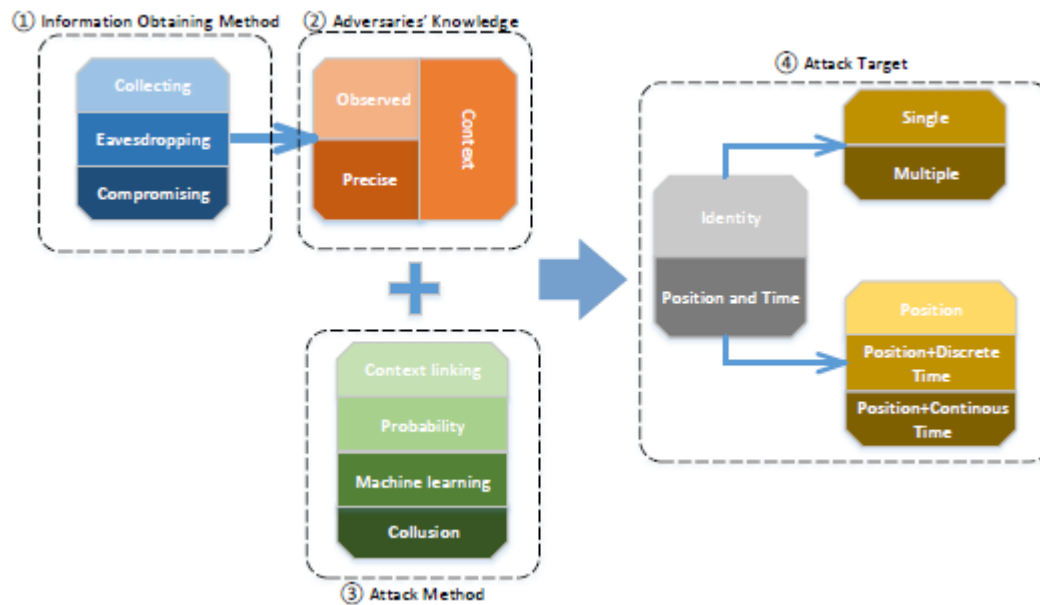 ① Information Obtaining Method
Collecting
Eavesdropping
Compromising
② Adversaries' Knowledge
Observed
Precise
Context
③ Attack Method
Context linking
Probability
Machine learning
Collusion
④ Attack Target
Identity
Position and Time
Single
Multiple
Position
Position+Discrete
Time
Position+Continous
Time